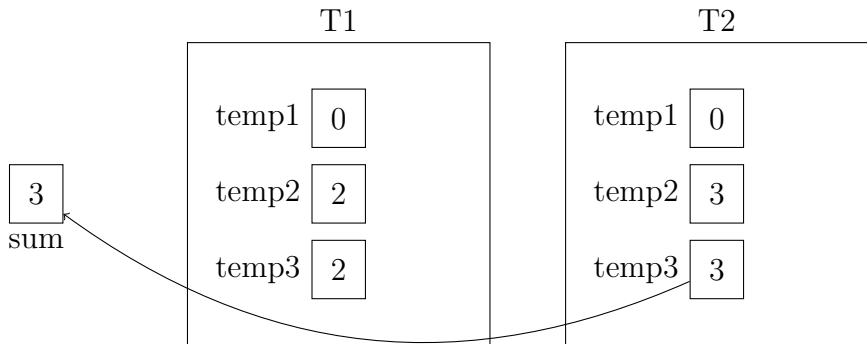 T1
T2
temp1 0
temp1 0
temp2 2
temp2 3
3
sum
temp3 2
temp3 3